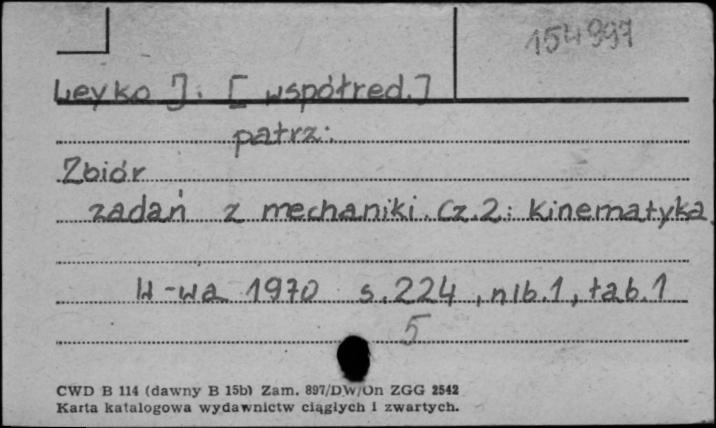 154997
Leyko J. [współred.]
patrz:
Zbiór
zadań z mechaniki. Cz.2: Kinematyka.
W-wa 1970 s.224, nlb.1, tab.1
5
CWD B 114 (dawny B 15b) Zam. 897/DW/On ZGG 2542
Karta katalogowa wydawnictw ciągłych i zwartych.